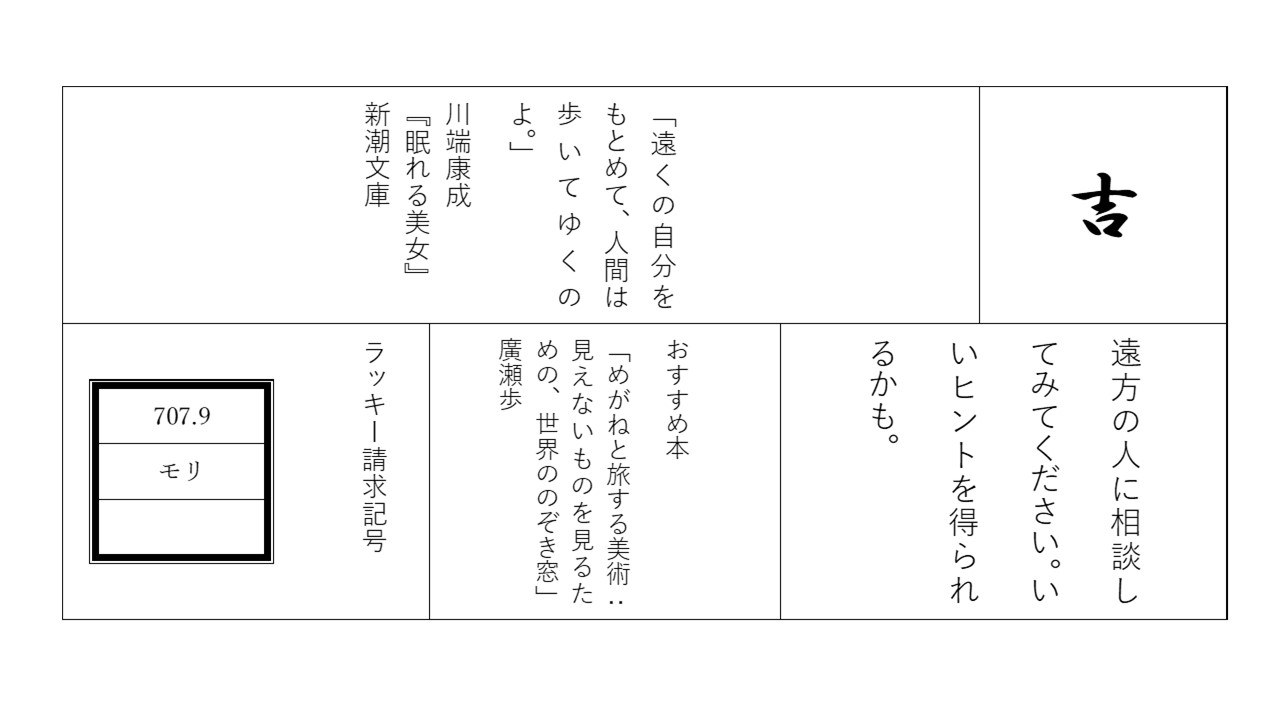 吉
「遠くの自分を
もとめて、人間は
歩いてゆくの
よ。」
川端康成
『眠れる美女』
新潮文庫
遠方の人に相談し
てみてください。い
いヒントを得られ
るかも。
おすすめ本
「めがねと旅する美術:
見えないものを見るた
めの、世界ののぞき窓」
廣瀬歩
ラッキー請求記号
707.9
モリ